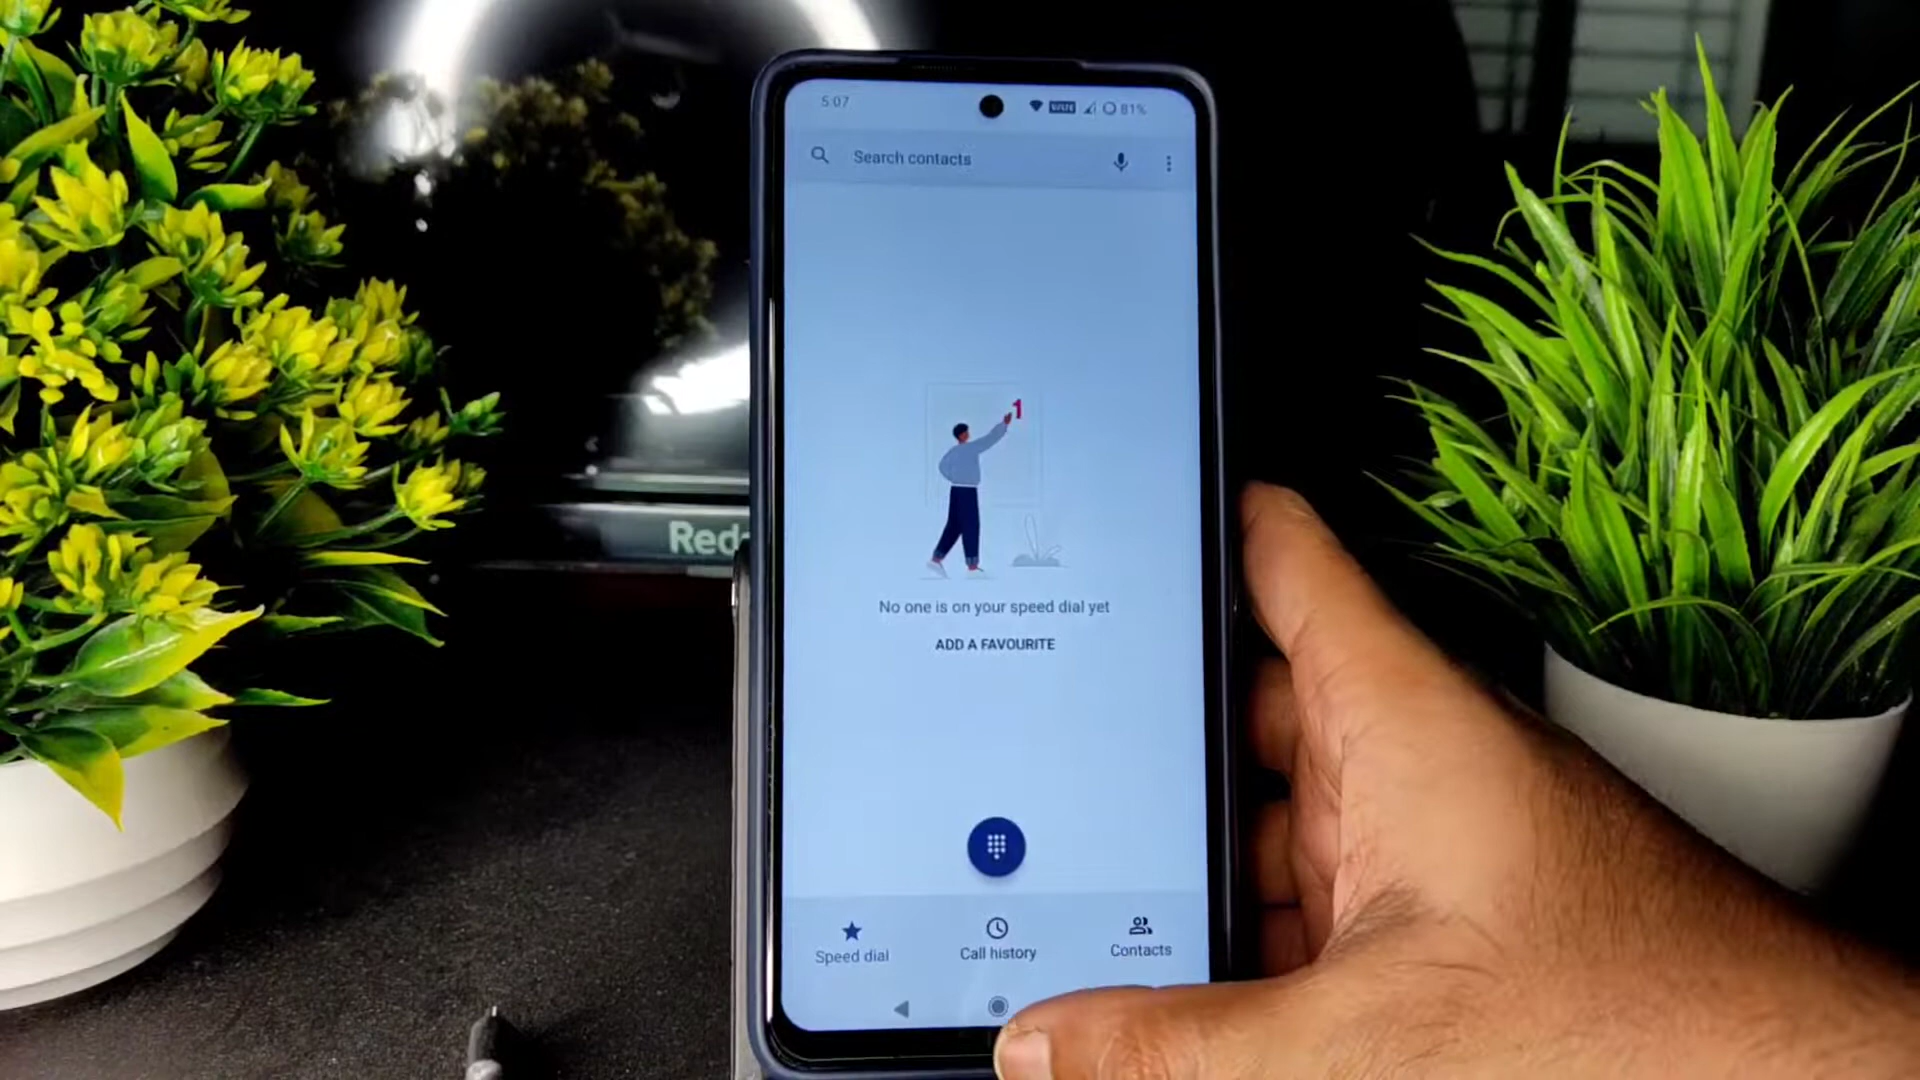 5:07
VoLTE 81%
Search contacts
1
Red
No one is on your speed dial yet
ADD A FAVOURITE
Speed dial
Call history
Contacts